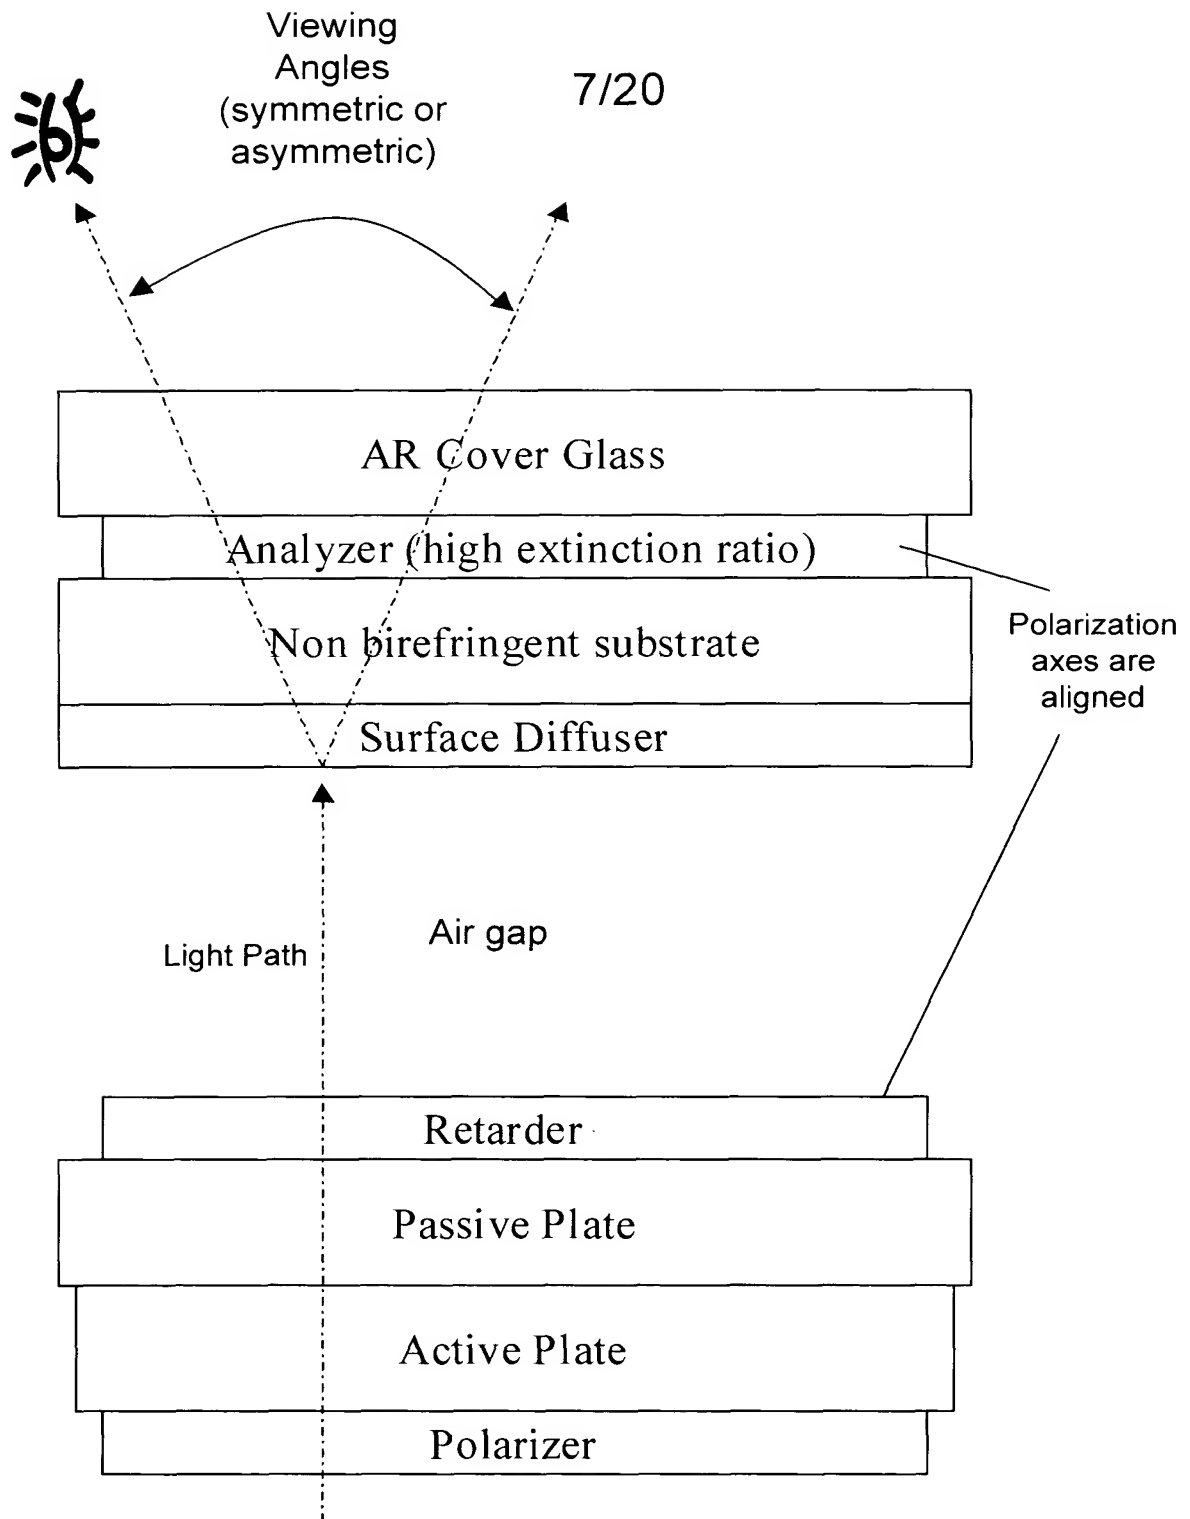 Viewing
Angles
(symmetric or
asymmetric)
7/20
AR Cover Glass
Analyzer (high extinction ratio)
Non birefringent substrate
Surface Diffuser
Polarization
axes are
aligned
Light Path
Air gap
Retarder
Passive Plate
Active Plate
Polarizer